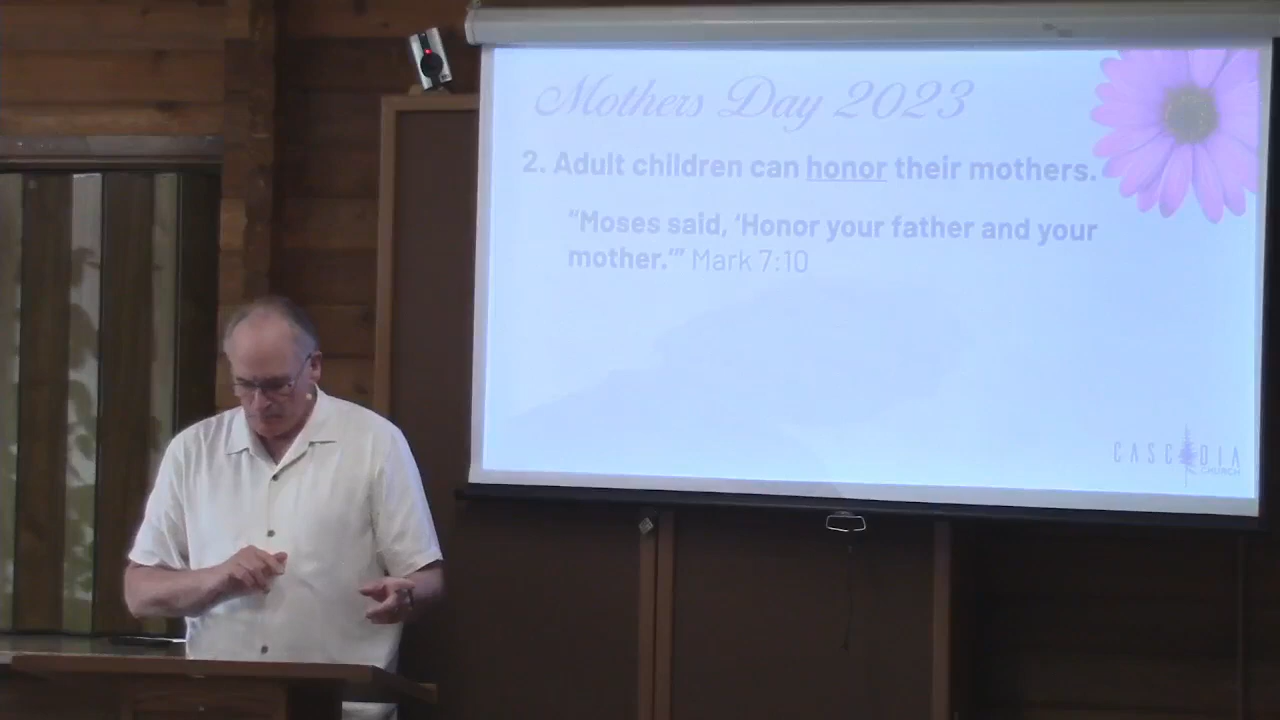 Mothers Day 2023
2. Adult children can honor their mothers.
“Moses said, ‘Honor your father and your
mother.’” Mark 7:10
CASCADIA
CHURCH